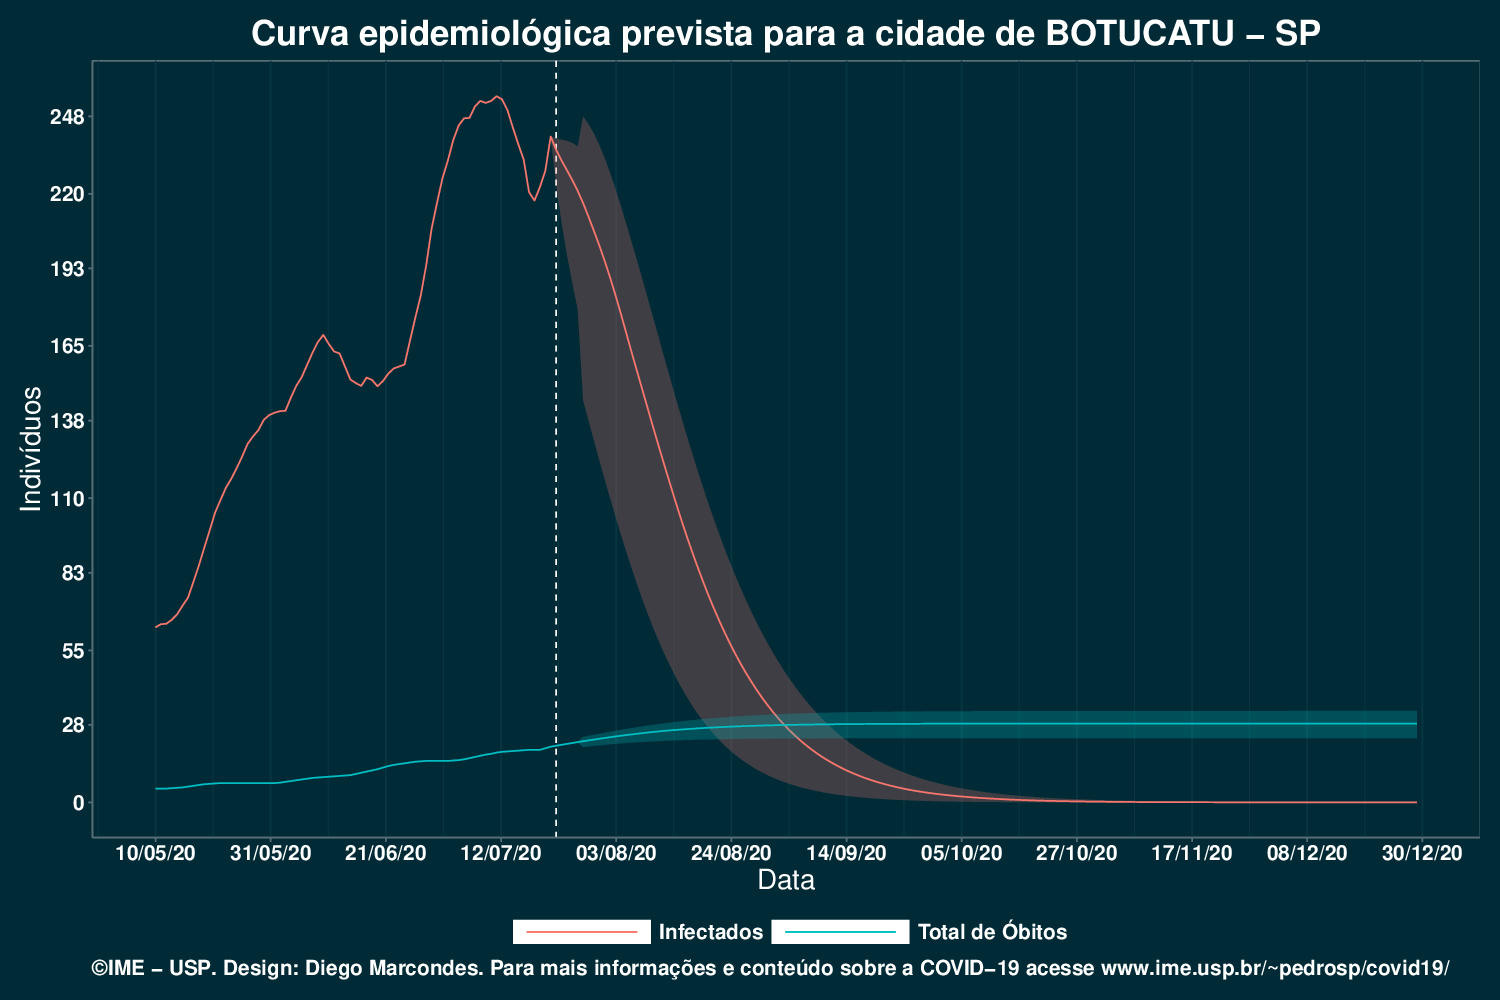 Curva epidemiológica prevista para a cidade de BOTUCATU – SP
Indivíduos
248
220
193
165
138
110
83
55
28
0
10/05/20 31/05/20 21/06/20 12/07/20 03/08/20 24/08/20 14/09/20 05/10/20 27/10/20 17/11/20 08/12/20 30/12/20
Data
Infectados Total de Óbitos
©IME – USP. Design: Diego Marcondes. Para mais informações e conteúdo sobre a COVID–19 acesse www.ime.usp.br/~pedrosp/covid19/